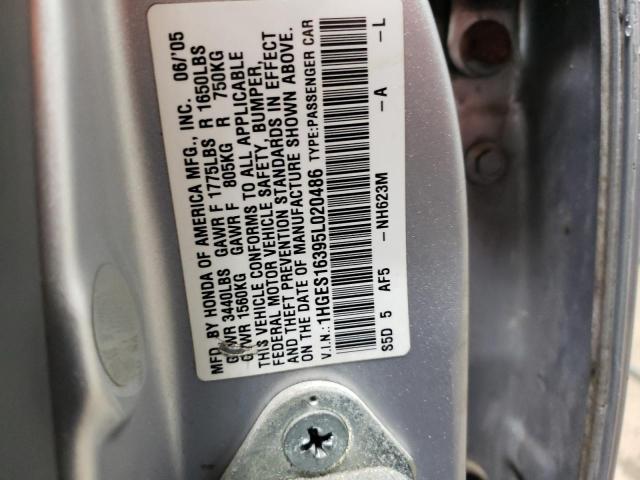 MFD. BY HONDA OF AMERICA MFG., INC. 06/'05
GVWR 3440LBS GAWR F 1775LBS R 1650LBS
GVWR 1560KG GAWR F 805KG R 750KG
THIS VEHICLE CONFORMS TO ALL APPLICABLE
FEDERAL MOTOR VEHICLE SAFETY, BUMPER,
AND THEFT PREVENTION STANDARDS IN EFFECT
ON THE DATE OF MANUFACTURE SHOWN ABOVE.
V.I.N.:1HGES16395L020486 TYPE:PASSENGER CAR
S5D 5 AF5 -NH623M -A -L